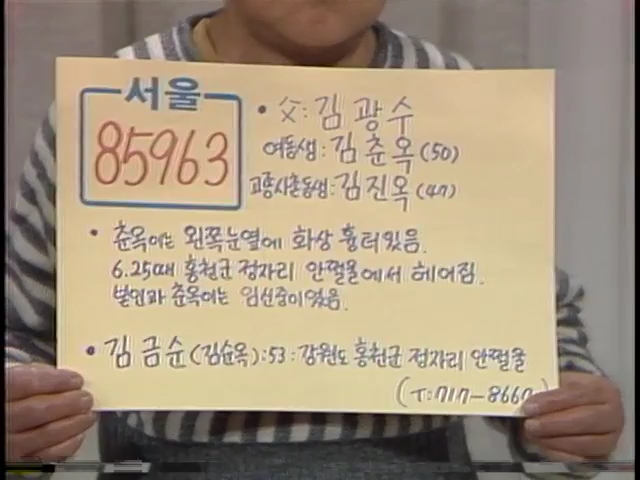 서울
85963
• 父: 김광수
여동생: 김춘옥(50)
고종사촌동생: 김진옥(47)
• 춘옥이는 왼쪽눈옆에 화상 흉터있음.
6.25때 홍천군 정자리 안쩔울에서 헤어짐.
본인과 춘옥이는 임신중이었음.
• 김금순(김순옥):53: 강원도 홍천군 정자리 안쩔울
(T:717-8667